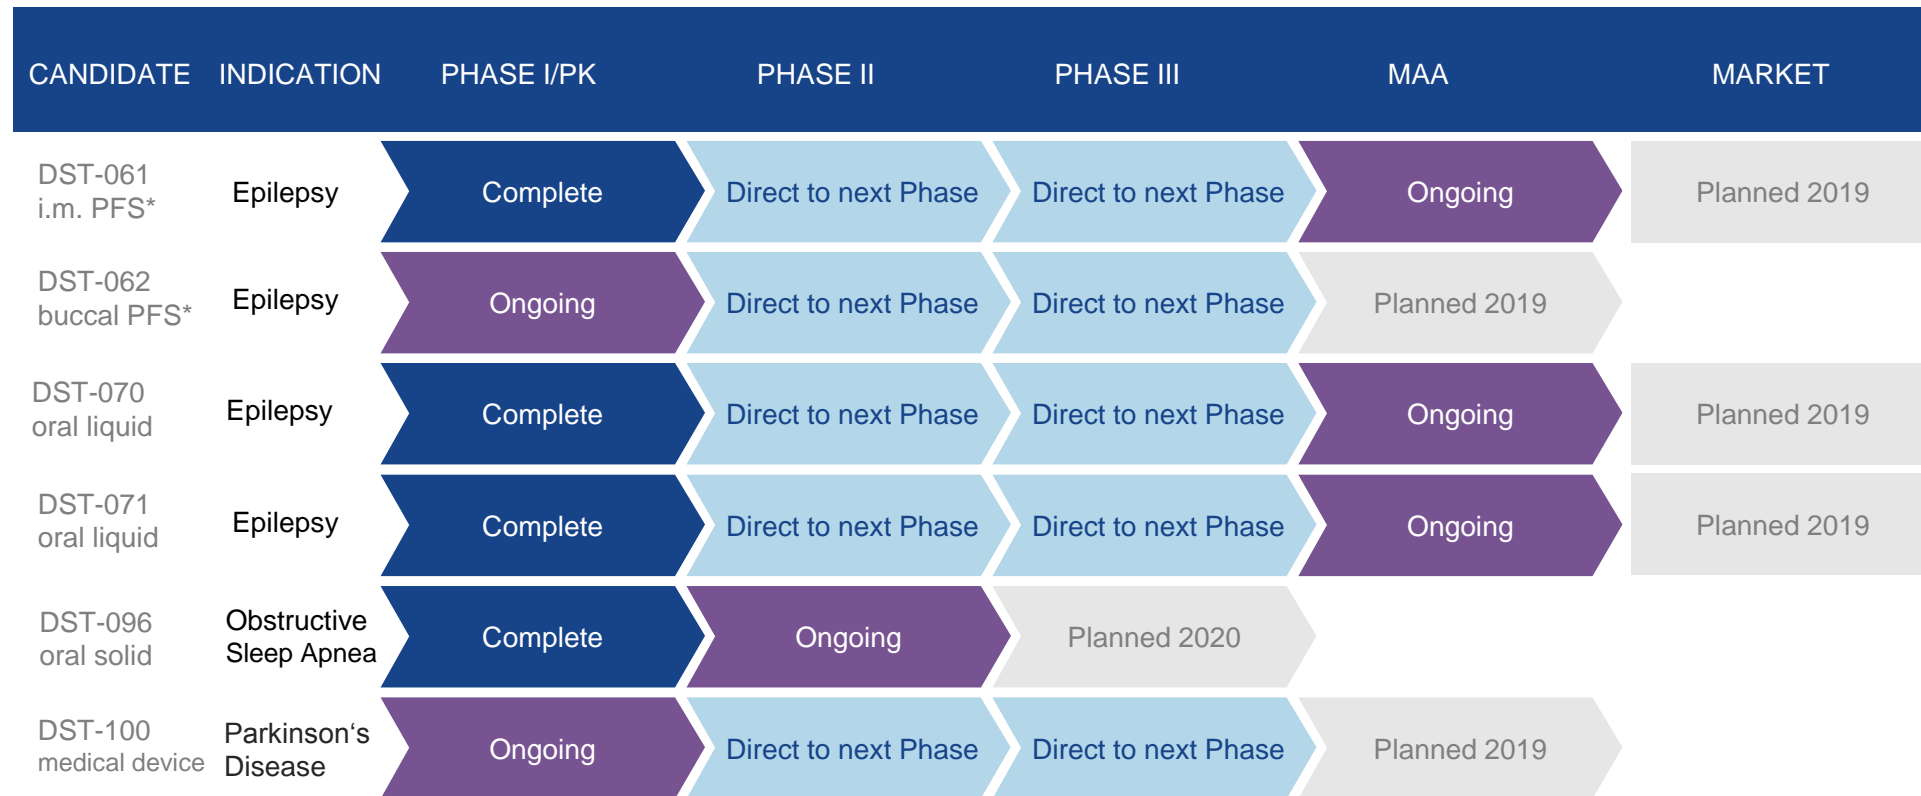 CANDIDATE INDICATION PHASE I/PK PHASE II PHASE III MAA MARKET
DST-061
i.m. PFS*
Epilepsy
Complete
Direct to next Phase
Direct to next Phase
Ongoing
Planned 2019
DST-062
buccal PFS*
Epilepsy
Ongoing
Direct to next Phase
Direct to next Phase
Planned 2019
DST-070
oral liquid
Epilepsy
Complete
Direct to next Phase
Direct to next Phase
Ongoing
Planned 2019
DST-071
oral liquid
Epilepsy
Complete
Direct to next Phase
Direct to next Phase
Ongoing
Planned 2019
DST-096
oral solid
Obstructive
Sleep Apnea
Complete
Ongoing
Planned 2020
DST-100
medical device
Parkinson‘s
Disease
Ongoing
Direct to next Phase
Direct to next Phase
Planned 2019